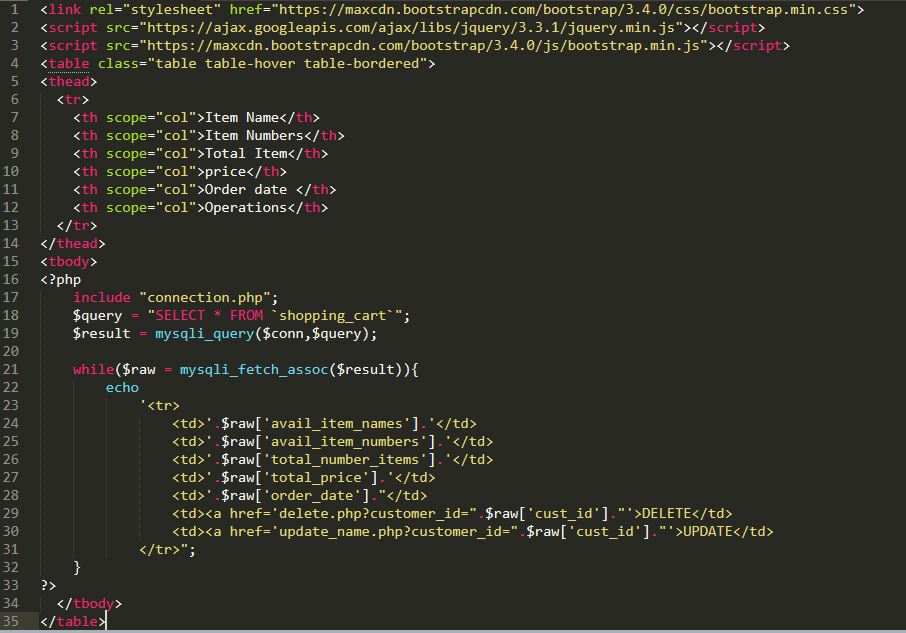 1 <link rel="stylesheet" href="https://maxcdn.bootstrapcdn.com/bootstrap/3.4.0/css/bootstrap.min.css">
2 <script src="https://ajax.googleapis.com/ajax/libs/jquery/3.3.1/jquery.min.js"></script>
3 <script src="https://maxcdn.bootstrapcdn.com/bootstrap/3.4.0/js/bootstrap.min.js"></script>
4 <table class="table table-hover table-bordered">
5 <thead>
6   <tr>
7     <th scope="col">Item Name</th>
8     <th scope="col">Item Numbers</th>
9     <th scope="col">Total Item</th>
10     <th scope="col">price</th>
11     <th scope="col">Order date </th>
12     <th scope="col">Operations</th>
13   </tr>
14 </thead>
15 <tbody>
16 <?php
17     include "connection.php";
18     $query = "SELECT * FROM `shopping_cart`";
19     $result = mysqli_query($conn,$query);
20
21     while($raw = mysqli_fetch_assoc($result)){
22         echo
23             '<tr>
24                 <td>'.$raw['avail_item_names'].'</td>
25                 <td>'.$raw['avail_item_numbers'].'</td>
26                 <td>'.$raw['total_number_items'].'</td>
27                 <td>'.$raw['total_price'].'</td>
28                 <td>'.$raw['order_date']."</td>
29                 <td><a href='delete.php?customer_id=".$raw['cust_id']."'>DELETE</td>
30                 <td><a href='update_name.php?customer_id=".$raw['cust_id']."'>UPDATE</td>
31             </tr>";
32     }
33 ?>
34   </tbody>
35 </table>